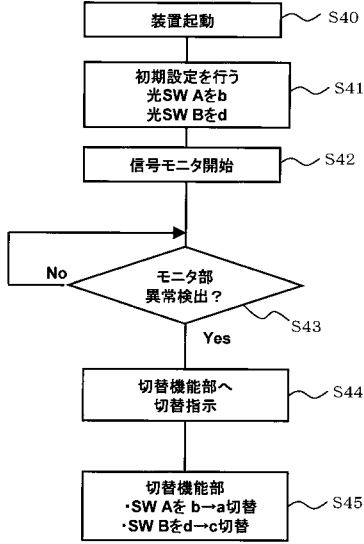 装置起動
S40
初期設定を行う
光SW Aをb
光SW Bをd
S41
信号モニタ開始
S42
No
モニタ部
異常検出？
S43
Yes
切替機能部へ
切替指示
S44
切替機能部
・SW Aを b→a切替
・SW Bをd→c切替
S45